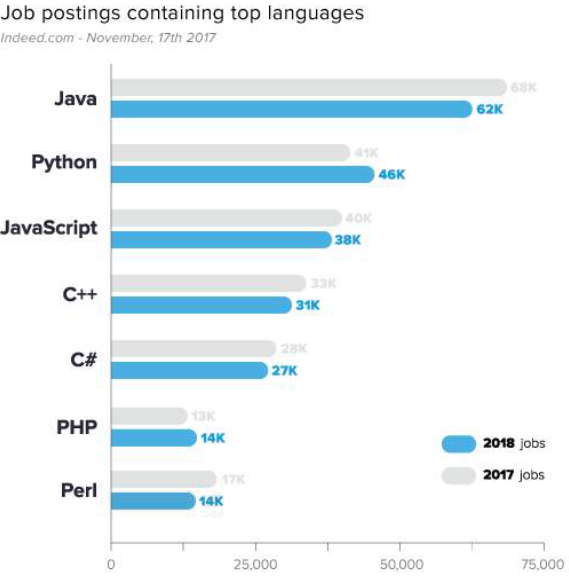 Job postings containing top languages
Indeed.com - November, 17th 2017
Java
68K
62K
Python
41K
46K
JavaScript
40K
38K
C++
33K
31K
C#
28K
27K
PHP
13K
14K
2018 jobs
Perl
17K
14K
2017 jobs
0
25,000
50,000
75,000